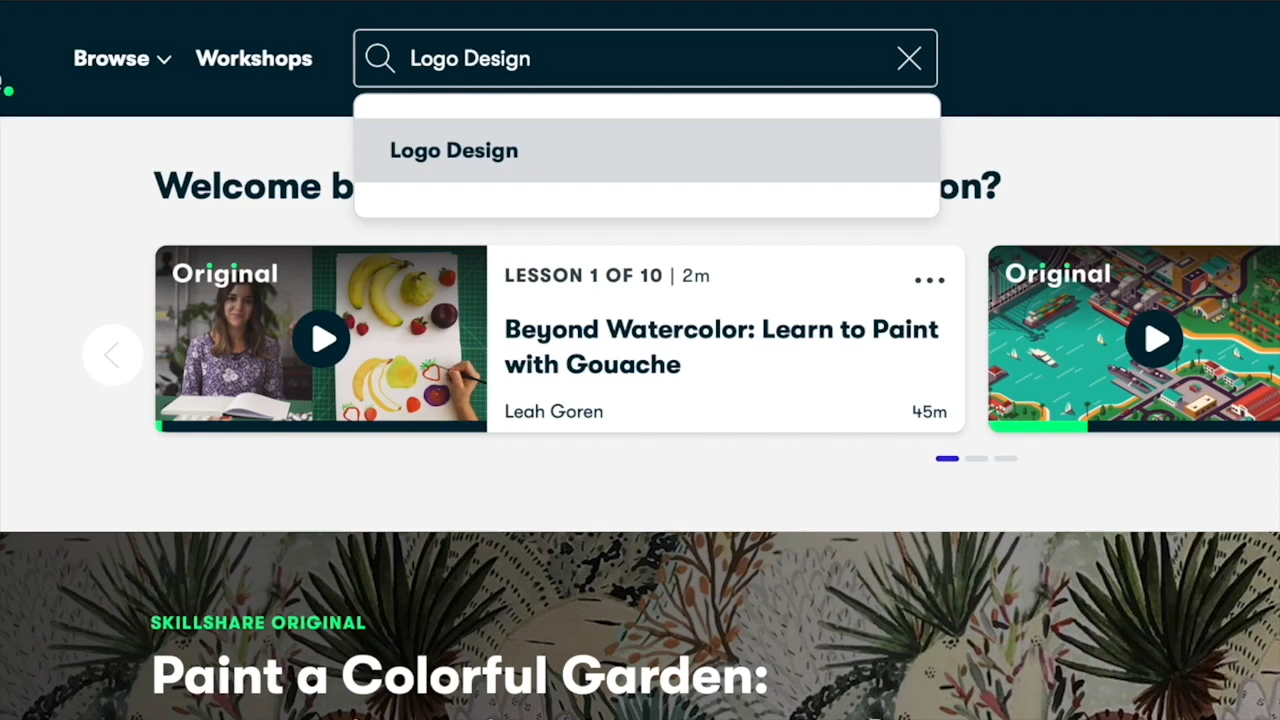 Browse Workshops
Logo Design
Logo Design
Welcome b
on?
Original
LESSON 1 OF 10 | 2m
Beyond Watercolor: Learn to Paint
with Gouache
Leah Goren
45m
Original
SKILLSHARE ORIGINAL
Paint a Colorful Garden: